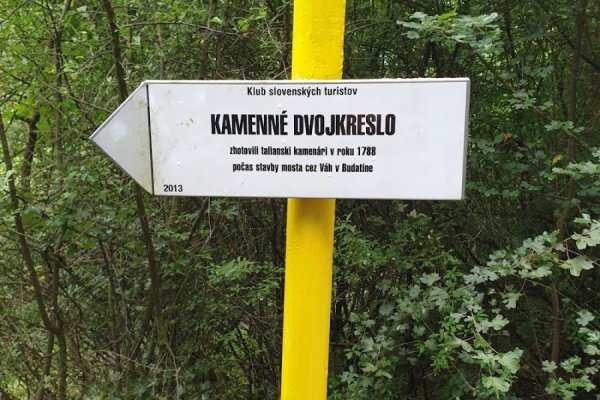 Klub slovenských turistov
KAMENNÉ DVOJKRESLO
zhotovili talianski kamenári v roku 1788
počas stavby mosta cez Váh v Budatíne
2013